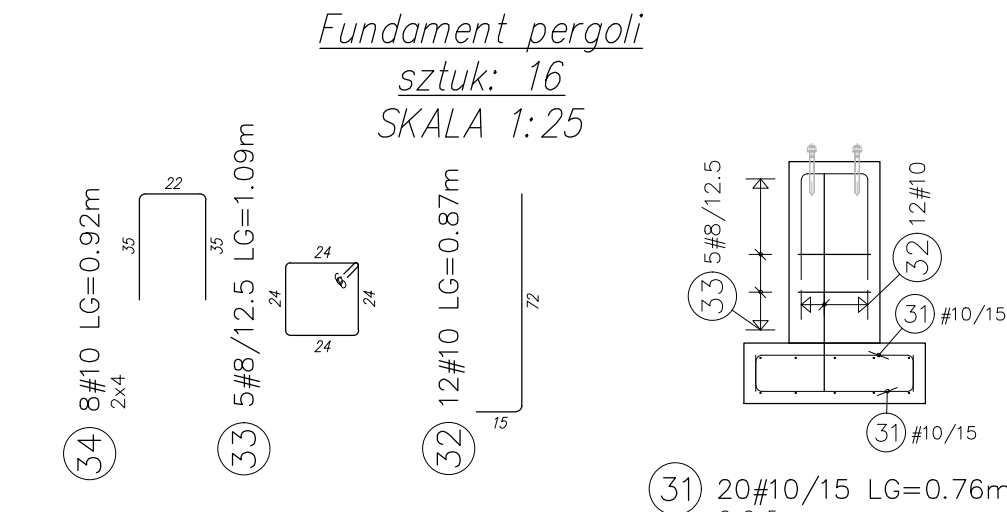 Fundament pergoli
sztuk: 16
SKALA 1:25
34 8#10 LG=0.92m
2x4
22
35
35
33 5#8/12.5 LG=1.09m
24
24
24
24
6
32 12#10 LG=0.87m
72
15
33 5#8/12.5
32 12#10
31 #10/15
31 #10/15
31 20#10/15 LG=0.76m